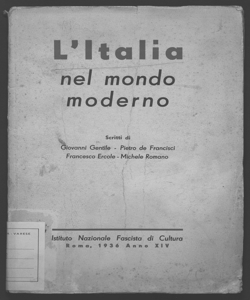 L'Italia
nel mondo
moderno
Scritti di
Giovanni Gentile - Pietro de Francisci
Francesco Ercole - Michele Romano
Istituto Nazionale Fascista di Cultura
Roma, 1936 Anno XIV